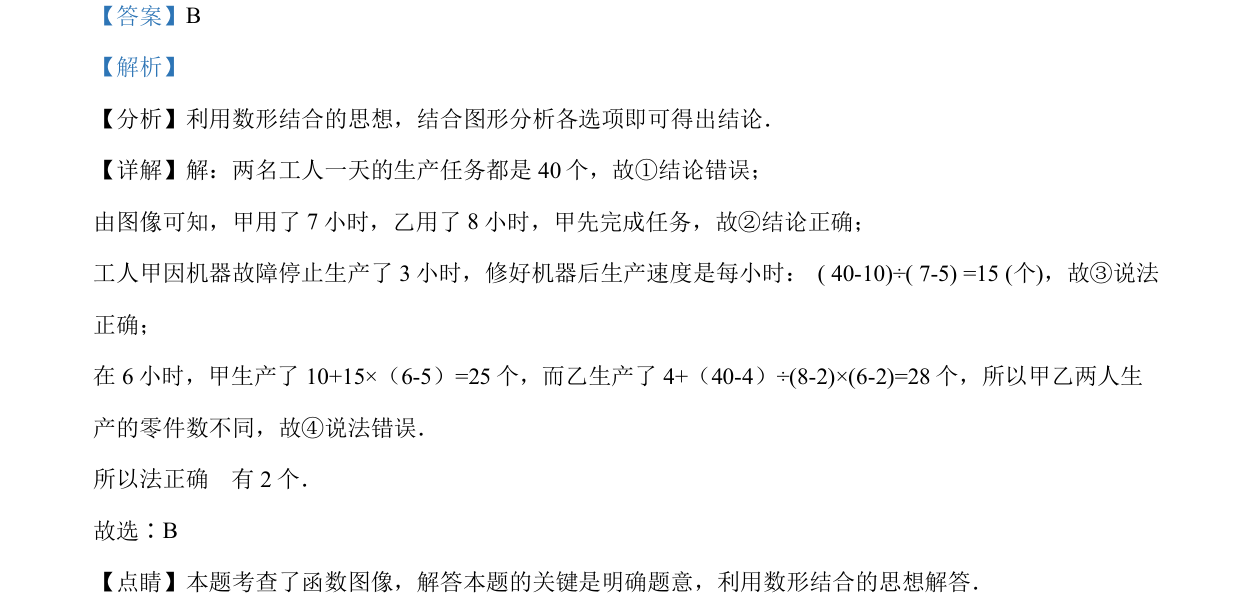 【答案】B
【解析】
【分析】利用数形结合的思想，结合图形分析各选项即可得出结论．
【详解】解：两名工人一天的生产任务都是 40 个，故①结论错误；
由图像可知，甲用了 7 小时，乙用了 8 小时，甲先完成任务，故②结论正确；
工人甲因机器故障停止生产了 3 小时，修好机器后生产速度是每小时： ( 40-10)÷( 7-5) =15 (个)，故③说法
正确；
在 6 小时，甲生产了 10+15×（6-5）=25 个，而乙生产了 4+（40-4）÷(8-2)×(6-2)=28 个，所以甲乙两人生
产的零件数不同，故④说法错误．
所以法正确 有 2 个．
故选：B
【点睛】本题考查了函数图像，解答本题的关键是明确题意，利用数形结合的思想解答．